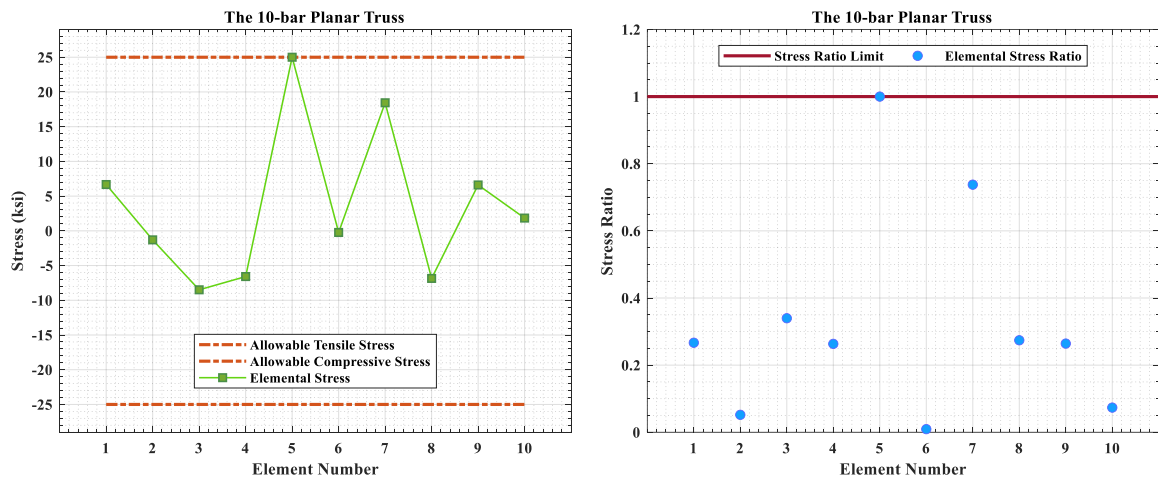 The 10-bar Planar Truss
Stress (ksi)
25
20
15
10
5
0
-5
-10
-15
-20
-25
Allowable Tensile Stress
Allowable Compressive Stress
Elemental Stress
1 2 3 4 5 6 7 8 9 10
Element Number
The 10-bar Planar Truss
Stress Ratio
1.2
1
0.8
0.6
0.4
0.2
0
Stress Ratio Limit Elemental Stress Ratio
1 2 3 4 5 6 7 8 9 10
Element Number